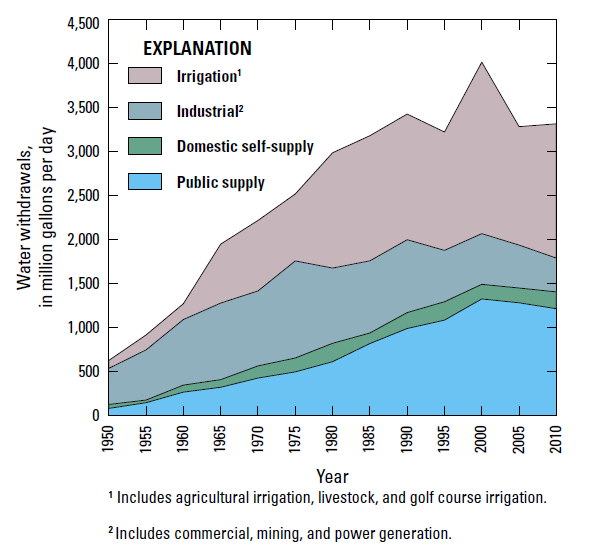 4,500
4,000
3,500
3,000
2,500
2,000
1,500
1,000
500
0
Water withdrawals,
in million gallons per day
EXPLANATION
Irrigation¹
Industrial²
Domestic self-supply
Public supply
1950
1955
1960
1965
1970
1975
1980
1985
1990
1995
2000
2005
2010
Year
¹ Includes agricultural irrigation, livestock, and golf course irrigation.
² Includes commercial, mining, and power generation.